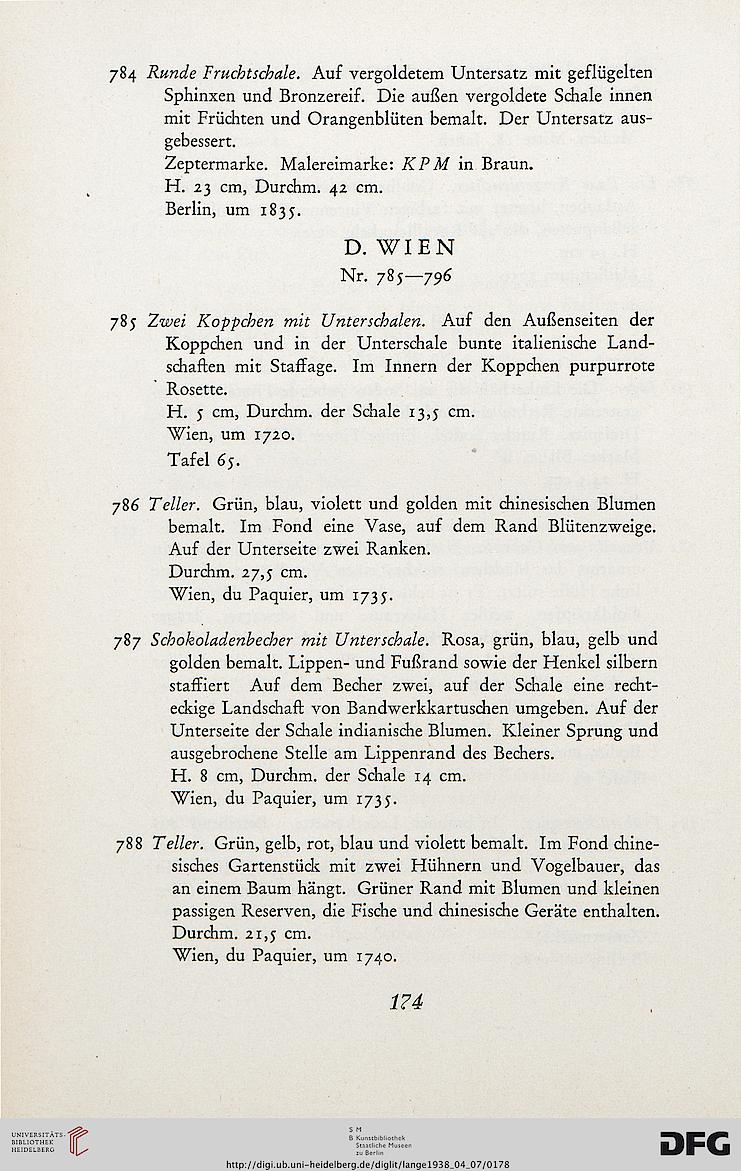 784 Runde Fruchtschale. Auf vergoldetem Untersatz mit geflügelten
Sphinxen und Bronzereif. Die außen vergoldete Schale innen
mit Früchten und Orangenblüten bemalt. Der Untersatz aus-
gebessert.
Zeptermarke. Malereimarke: KPM in Braun.
H. 23 cm, Durchm. 42 cm.
Berlin, um 1835.
D. WIEN
Nr. 785—796
785 Zwei Koppchen mit Unterschalen. Auf den Außenseiten der
Koppchen und in der Unterschale bunte italienische Land-
schaften mit Staffage. Im Innern der Koppchen purpurrote
Rosette.
H. 5 cm, Durchm. der Schale 13,5 cm.
Wien, um 1720.
Tafel 65.
786 Teller. Grün, blau, violett und golden mit chinesischen Blumen
bemalt. Im Fond eine Vase, auf dem Rand Blütenzweige.
Auf der Unterseite zwei Ranken.
Durchm. 27,5 cm.
Wien, du Paquier, um 1735.
787 Schokoladenbecher mit Unterschale. Rosa, grün, blau, gelb und
golden bemalt. Lippen- und Fußrand sowie der Henkel silbern
staffiert Auf dem Becher zwei, auf der Schale eine recht-
eckige Landschaft von Bandwerkkartuschen umgeben. Auf der
Unterseite der Schale indianische Blumen. Kleiner Sprung und
ausgebrochene Stelle am Lippenrand des Bechers.
H. 8 cm, Durchm. der Schale 14 cm.
Wien, du Paquier, um 1735.
788 Teller. Grün, gelb, rot, blau und violett bemalt. Im Fond chine-
sisches Gartenstück mit zwei Hühnern und Vogelbauer, das
an einem Baum hängt. Grüner Rand mit Blumen und kleinen
passigen Reserven, die Fische und chinesische Geräte enthalten.
Durchm. 21,5 cm.
Wien, du Paquier, um 1740.
174
UNIVERSITÄTS-
BIBLIOTHEK
HEIDELBERG
S M
B Kunstbibliothek
Staatliche Museen
zu Berlin
DFG
http://digi.ub.uni-heidelberg.de/diglit/lange1938_04_07/0178